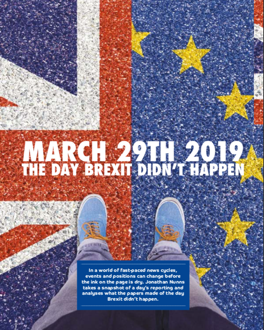 MARCH 29TH 2019
THE DAY BREXIT DIDN'T HAPPEN
In a world of fast-paced news cycles,
events and positions can change before
the ink on the page is dry. Jonathan Nunns
takes a snapshot of a day's reporting and
analyses what the papers made of the day
Brexit didn't happen.